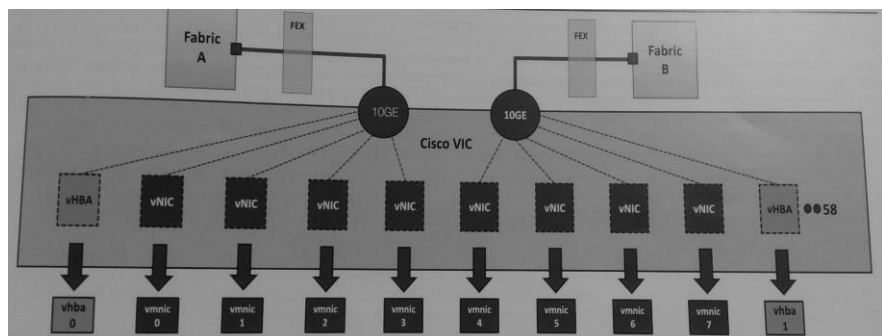 Fabric
A
FEX
FEX
Fabric
B
10GE
10GE
Cisco VIC
vHBA
vNIC
vNIC
vNIC
vNIC
vNIC
vNIC
vNIC
vNIC
vHBA
58
vhba
0
vmnic
0
vmnic
1
vmnic
2
vmnic
3
vmnic
4
vmnic
5
vmnic
6
vmnic
7
vhba
1